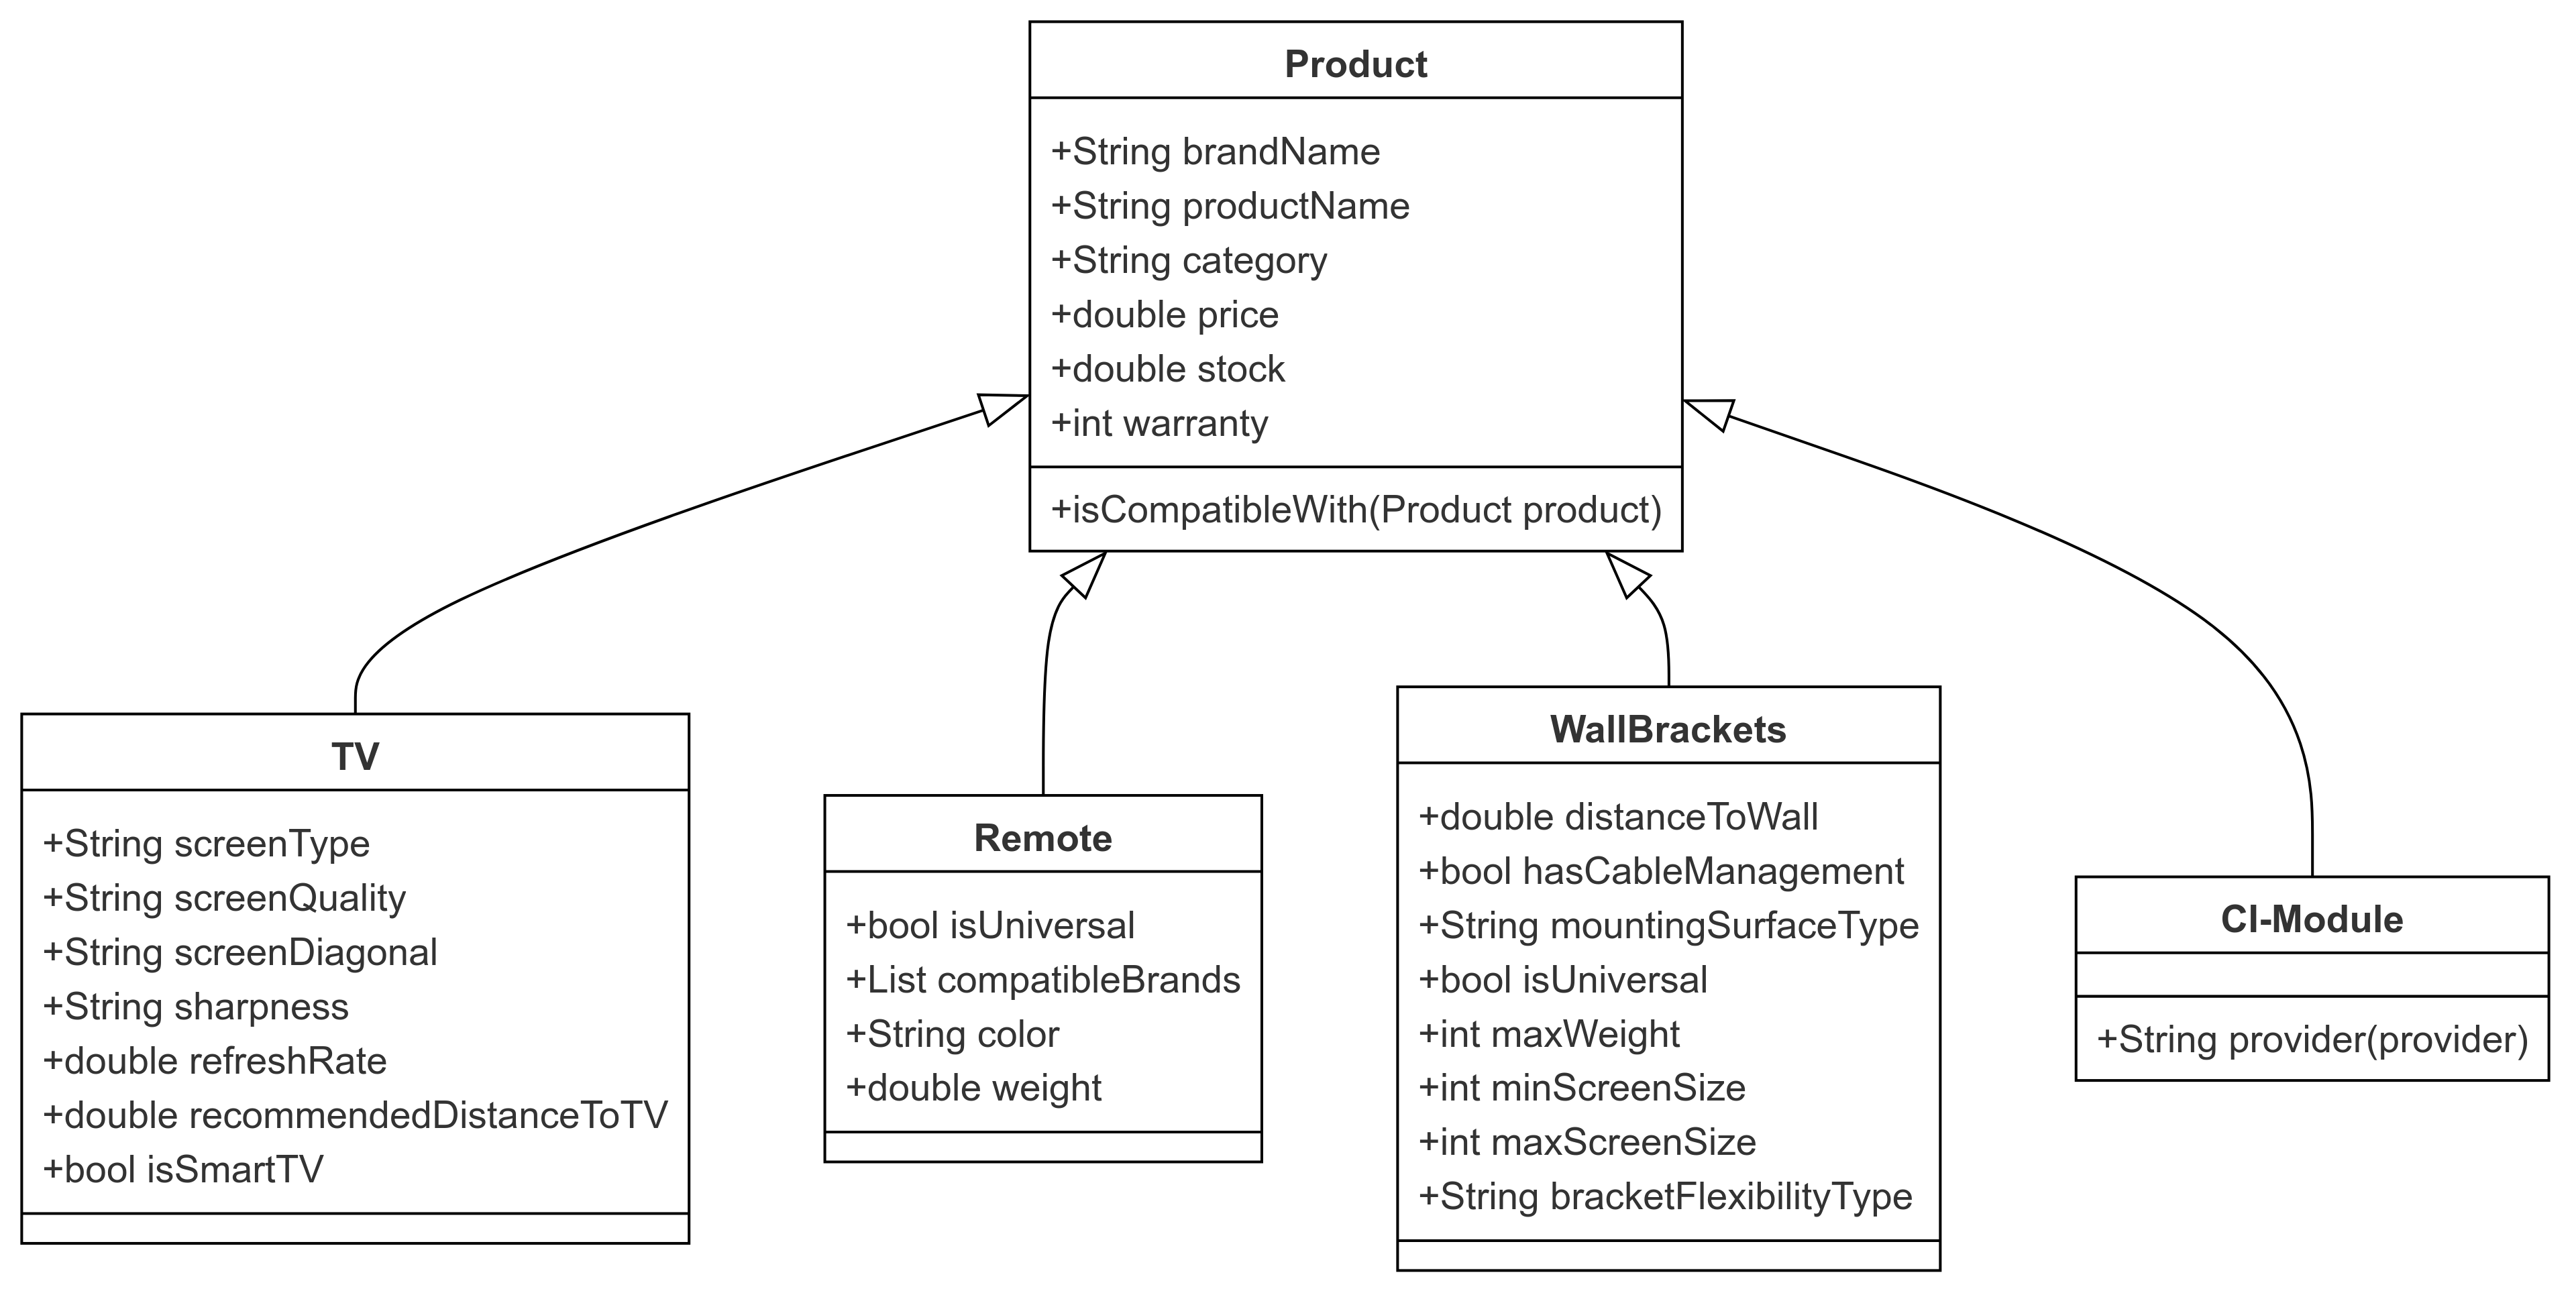 Product
+String brandName
+String productName
+String category
+double price
+double stock
+int warranty
+isCompatibleWith(Product product)
TV
+String screenType
+String screenQuality
+String screenDiagonal
+String sharpness
+double refreshRate
+double recommendedDistanceToTV
+bool isSmartTV
Remote
+bool isUniversal
+List compatibleBrands
+String color
+double weight
WallBrackets
+double distanceToWall
+bool hasCableManagement
+String mountingSurfaceType
+bool isUniversal
+int maxWeight
+int minScreenSize
+int maxScreenSize
+String bracketFlexibilityType
CI-Module
+String provider(provider)